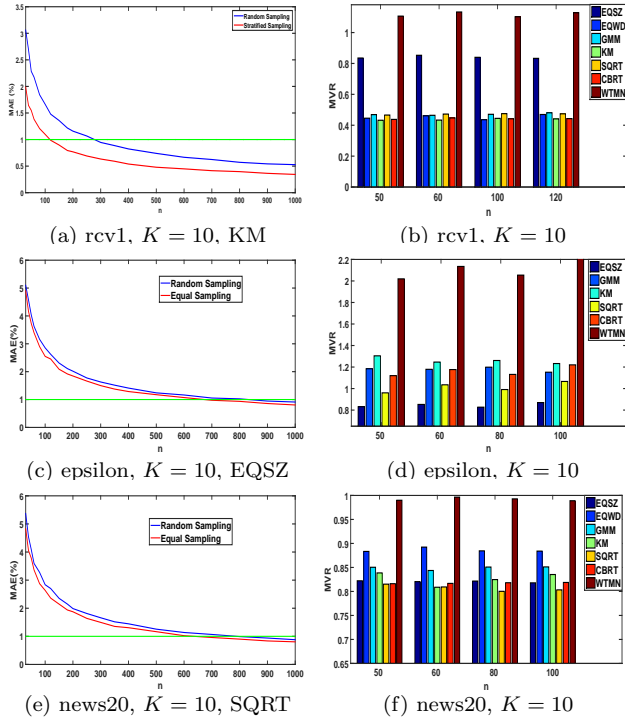 3.5
3
2.5
2
1.5
1
0.5
0
MAE (%)
100 200 300 400 500 600 700 800 900 1000
n
Random Sampling
Stratified Sampling
(a) rcv1, K = 10, KM
1
0.8
0.6
0.4
0.2
0
MVR
50 60 100 120
n
EQSZ
EQWD
GMM
KM
SQRT
CBRT
WTMN
(b) rcv1, K = 10
6
5
4
3
2
1
0
MAE(%)
100 200 300 400 500 600 700 800 900 1000
n
Random Sampling
Equal Sampling
(c) epsilon, K = 10, EQSZ
2.2
2
1.8
1.6
1.4
1.2
1
0.8
MVR
50 60 80 100
n
EQSZ
GMM
KM
SQRT
CBRT
WTMN
(d) epsilon, K = 10
6
5
4
3
2
1
0
MAE(%)
100 200 300 400 500 600 700 800 900 1000
n
Random Sampling
Equal Sampling
(e) news20, K = 10, SQRT
1
0.95
0.9
0.85
0.8
0.75
0.7
0.65
MVR
50 60 80 100
n
EQSZ
EQWD
GMM
KM
SQRT
CBRT
WTMN
(f) news20, K = 10